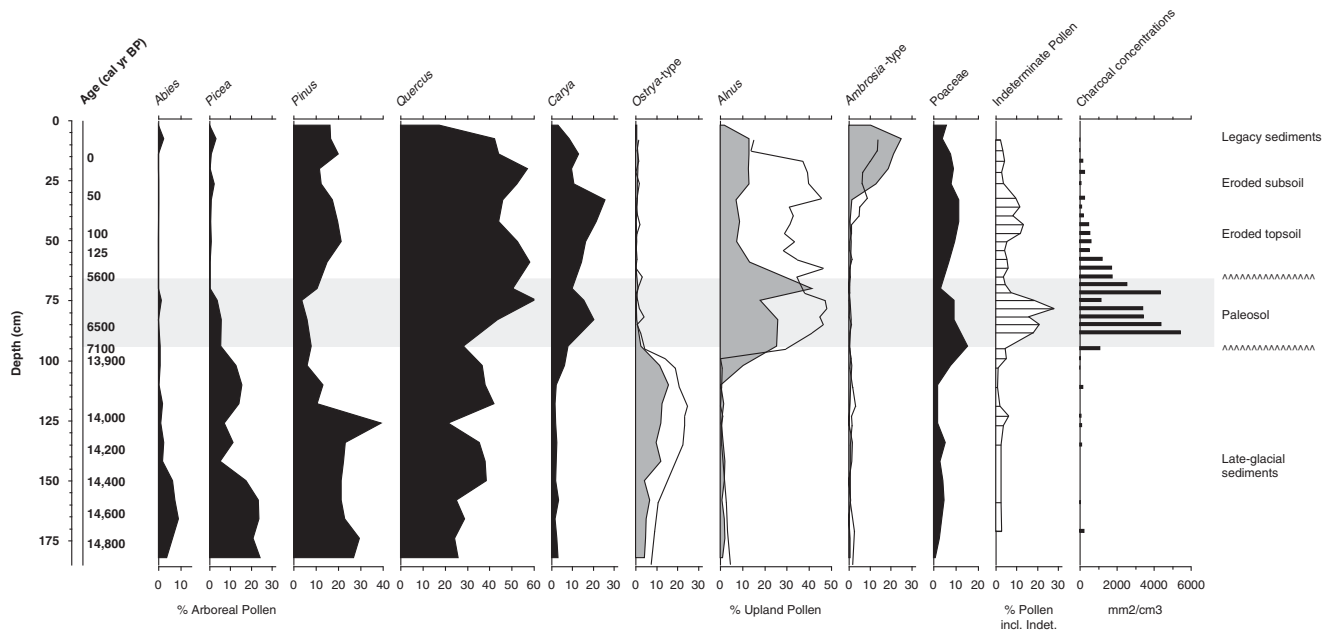 Age (cal yr BP)
Abies
Picea
Pinus
Quercus
Carya
Ostrya-type
Alnus
Ambrosia -type
Poaceae
Indeterminate Pollen
Charcoal concentrations
Depth (cm)
0
25
50
75
100
125
150
175
0
50
100
125
5600
6500
7100
13,900
14,000
14,200
14,400
14,600
14,800
Legacy sediments
Eroded subsoil
Eroded topsoil
^^^^^^^^^^^^^^^^
Paleosol
^^^^^^^^^^^^^^^^
Late-glacial
sediments
0 10
0 10 20 30
0 10 20 30 40
0 10 20 30 40 50 60
0 10 20 30
0 10 20 30
0 10 20 30 40 50
0 10 20 30
0 10 20
0 10 20 30
0 2000 4000 6000
% Arboreal Pollen
% Upland Pollen
% Pollen
incl. Indet.
mm2/cm3